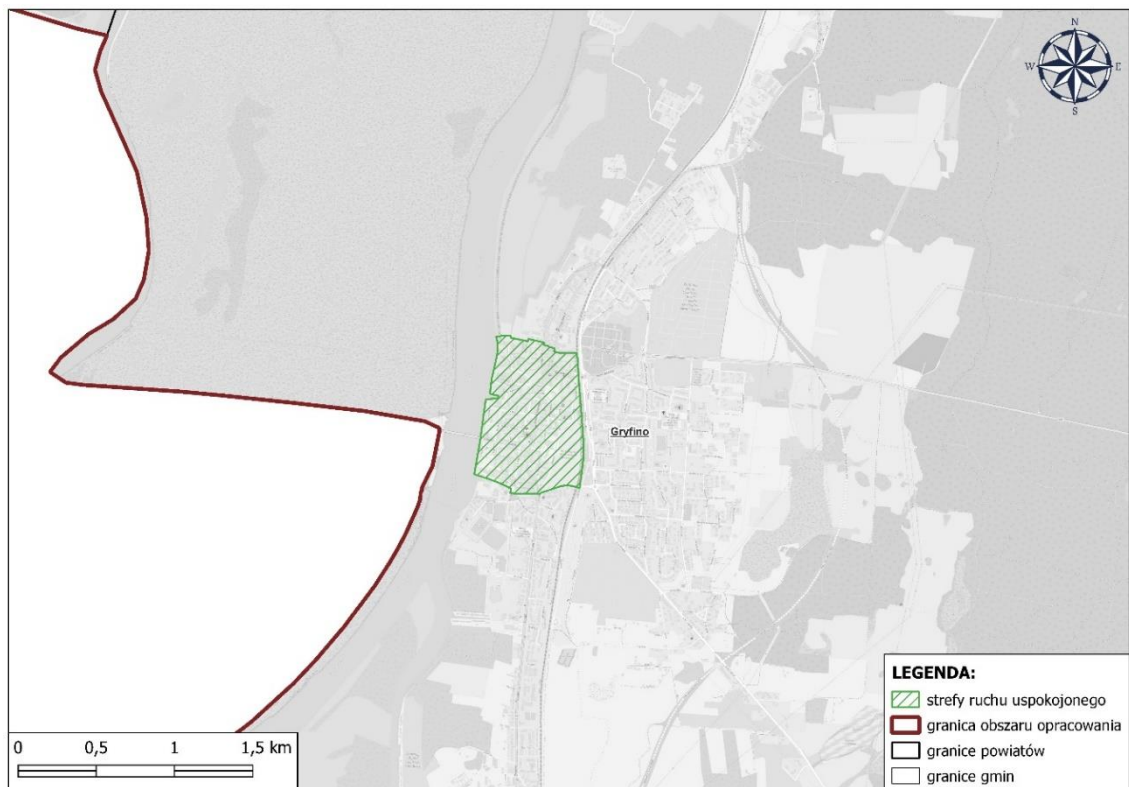 N
W E
S
Gryfino
LEGENDA:
strefy ruchu uspokojonego
granica obszaru opracowania
granice powiatów
granice gmin
0 0,5 1 1,5 km